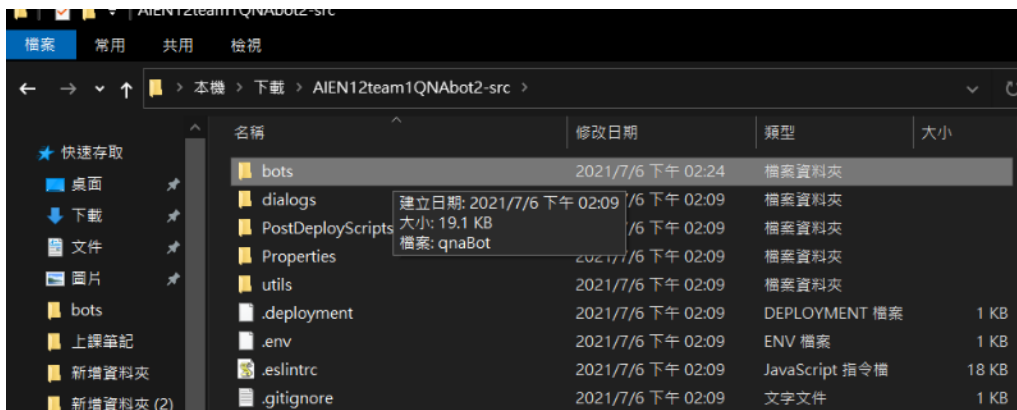 AIEN12team1QNAbot2-src
檔案 常用 共用 檢視
本機 > 下載 > AIEN12team1QNAbot2-src >
名稱 修改日期 類型 大小
快速存取
桌面
下載
文件
圖片
bots
上課筆記
新增資料夾
新增資料夾 (2)
bots 2021/7/6 下午 02:24 檔案資料夾
dialogs /6 下午 02:09 檔案資料夾
PostDeployScripts /6 下午 02:09 檔案資料夾
Properties 2021/7/6 下午 02:09 檔案資料夾
utils 2021/7/6 下午 02:09 檔案資料夾
.deployment 2021/7/6 下午 02:09 DEPLOYMENT 檔案 1 KB
.env 2021/7/6 下午 02:09 ENV 檔案 1 KB
.eslintrc 2021/7/6 下午 02:09 JavaScript 指令檔 18 KB
.gitignore 2021/7/6 下午 02:09 文字文件 1 KB
建立日期: 2021/7/6 下午 02:09
大小: 19.1 KB
檔案: qnaBot